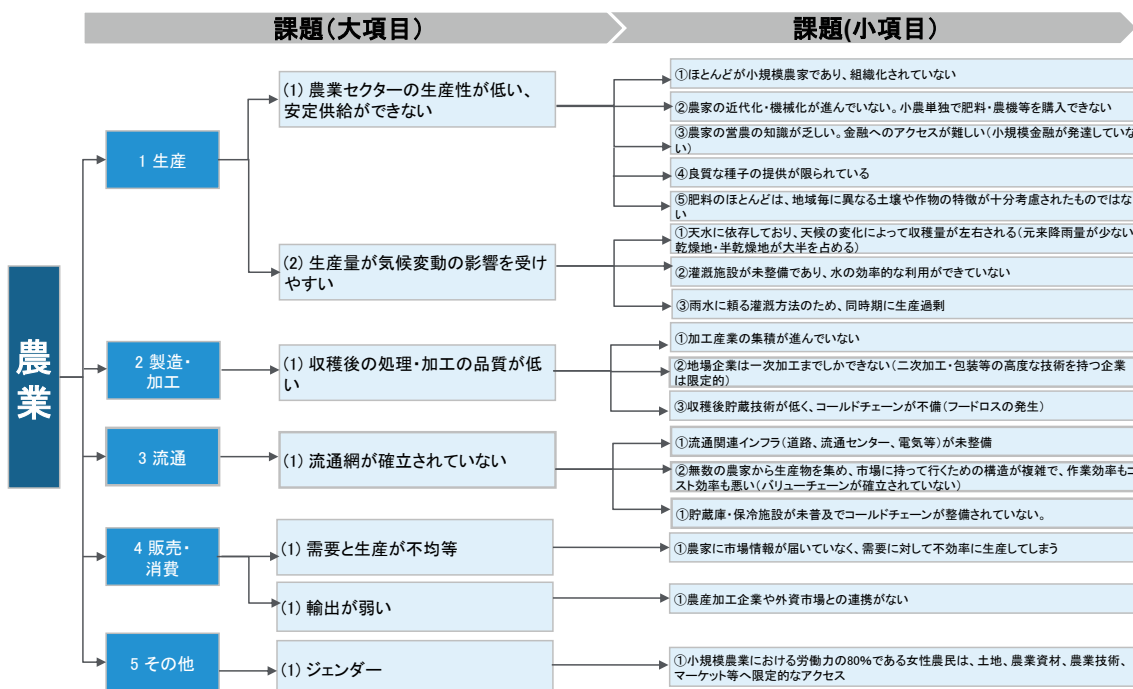 課題(大項目)
課題(小項目)
農業
1 生産
(1) 農業セクターの生産性が低い、
安定供給ができない
①ほとんどが小規模農家であり、組織化されていない
②農家の近代化・機械化が進んでいない。小農単独で肥料・農機等を購入できない
③農家の営農の知識が乏しい。金融へのアクセスが難しい(小規模金融が発達していな
い)
④良質な種子の提供が限られている
⑤肥料のほとんどは、地域毎に異なる土壌や作物の特徴が十分考慮されたものではな
い
(2) 生産量が気候変動の影響を受け
やすい
①天水に依存しており、天候の変化によって収穫量が左右される(元来降雨量が少ない
乾燥地・半乾燥地が大半を占める)
②灌漑施設が未整備であり、水の効率的な利用ができていない
③雨水に頼る灌漑方法のため、同時期に生産過剰
2 製造・
加工
(1) 収穫後の処理・加工の品質が低
い
①加工産業の集積が進んでいない
②地場企業は一次加工までしかできない(二次加工・包装等の高度な技術を持つ企業
は限定的)
③収穫後貯蔵技術が低く、コールドチェーンが不備(フードロスの発生)
3 流通
(1) 流通網が確立されていない
①流通関連インフラ(道路、流通センター、電気等)が未整備
②無数の農家から生産物を集め、市場に持って行くための構造が複雑で、作業効率もコ
スト効率も悪い(バリューチェーンが確立されていない)
①貯蔵庫・保冷施設が未普及でコールドチェーンが整備されていない。
4 販売・
消費
(1) 需要と生産が不均等
①農家に市場情報が届いていなく、需要に対して不効率に生産してしまう
(1) 輸出が弱い
①農産加工企業や外資市場との連携がない
5 その他
(1) ジェンダー
①小規模農業における労働力の80%である女性農民は、土地、農業資材、農業技術、
マーケット等へ限定的なアクセス